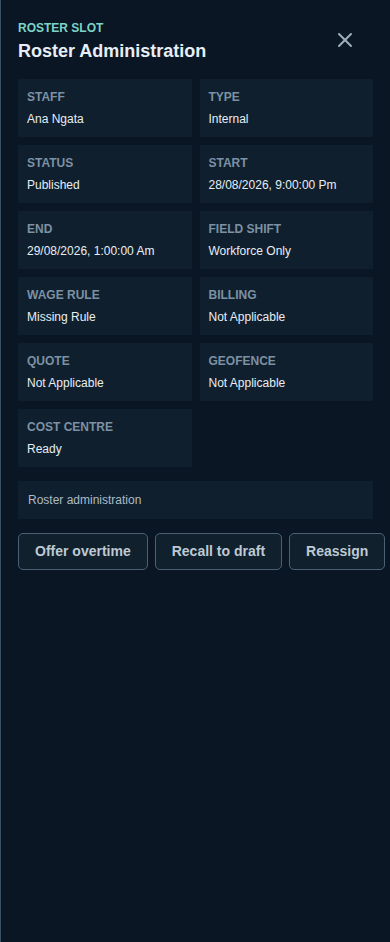 ROSTER SLOT
Roster Administration
STAFF
Ana Ngata
TYPE
Internal
STATUS
Published
START
28/08/2026, 9:00:00 Pm
END
29/08/2026, 1:00:00 Am
FIELD SHIFT
Workforce Only
WAGE RULE
Missing Rule
BILLING
Not Applicable
QUOTE
Not Applicable
GEOFENCE
Not Applicable
COST CENTRE
Ready
Roster administration
Offer overtime
Recall to draft
Reassign